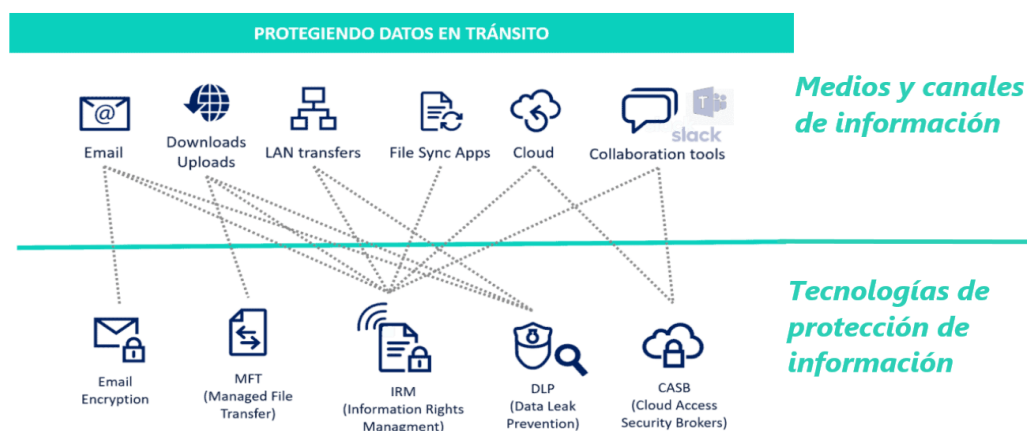 PROTEGIENDO DATOS EN TRÁNSITO
Medios y canales
de información
@
Email
Downloads
Uploads
LAN transfers
File Sync Apps
Cloud
T
slack
Collaboration tools
Tecnologías de
protección de
información
Email
Encryption
MFT
(Managed File
Transfer)
IRM
(Information Rights
Managment)
DLP
(Data Leak
Prevention)
CASB
(Cloud Access
Security Brokers)